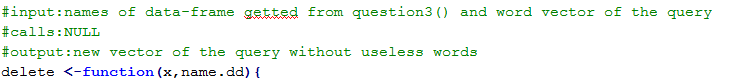 #input:names of data-frame getted from question3() and word vector of the query
#calls:NULL
#output:new vector of the query without useless words
delete <-function(x,name.dd){